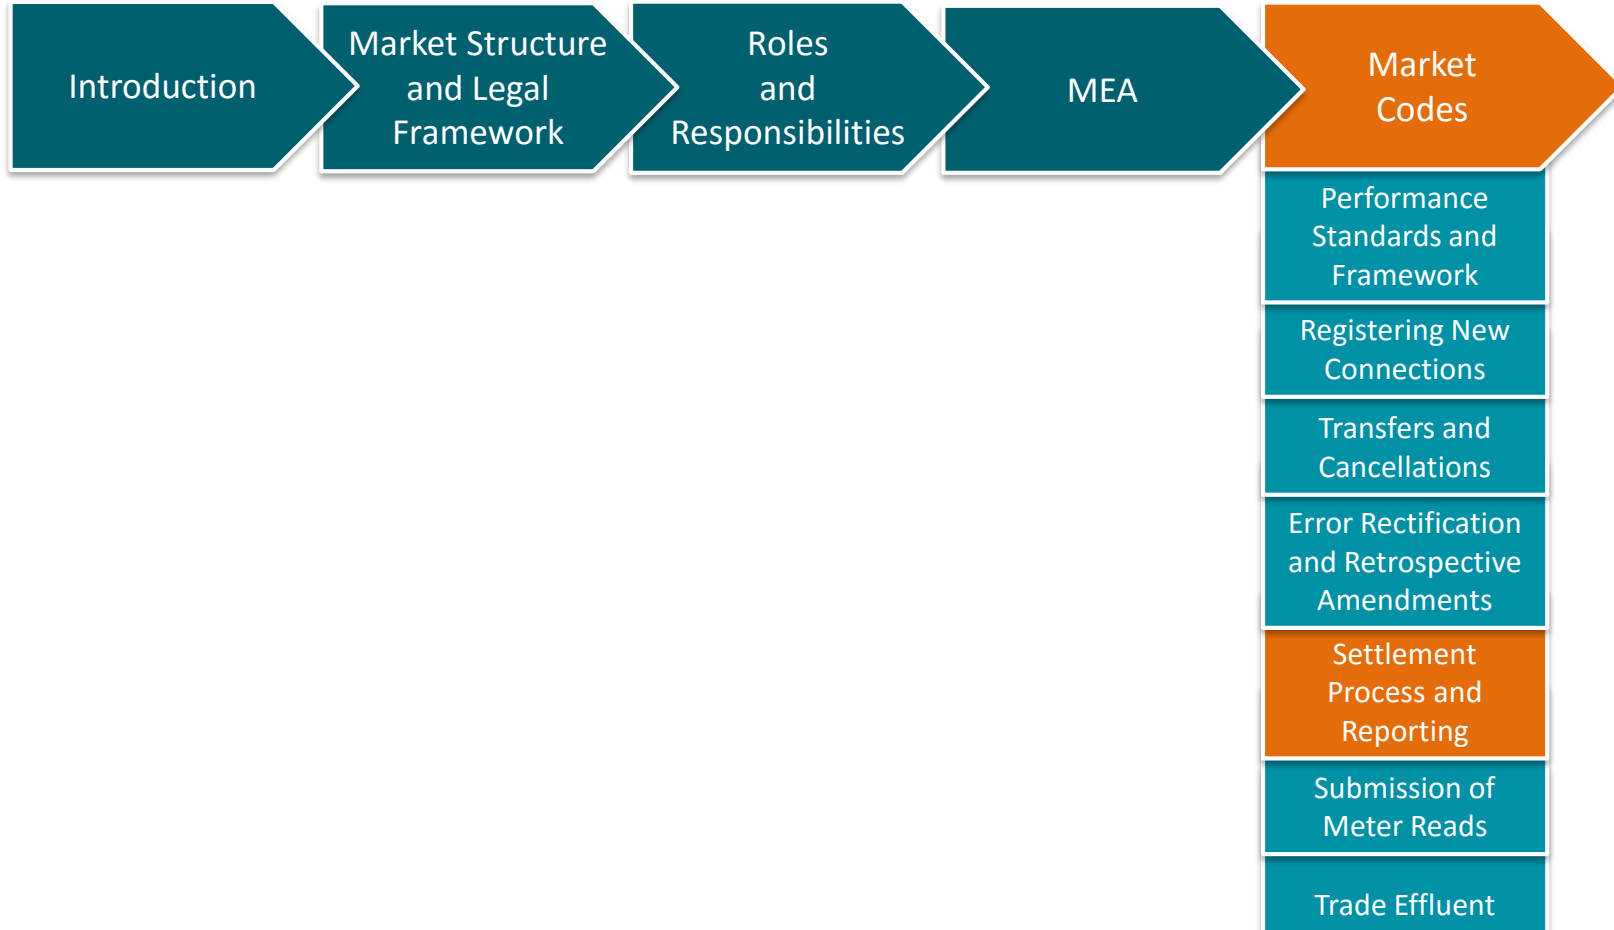 Introduction
Market Structure
and Legal
Framework
Roles
and
Responsibilities
MEA
Market
Codes
Performance
Standards and
Framework
Registering New
Connections
Transfers and
Cancellations
Error Rectification
and Retrospective
Amendments
Settlement
Process and
Reporting
Submission of
Meter Reads
Trade Effluent